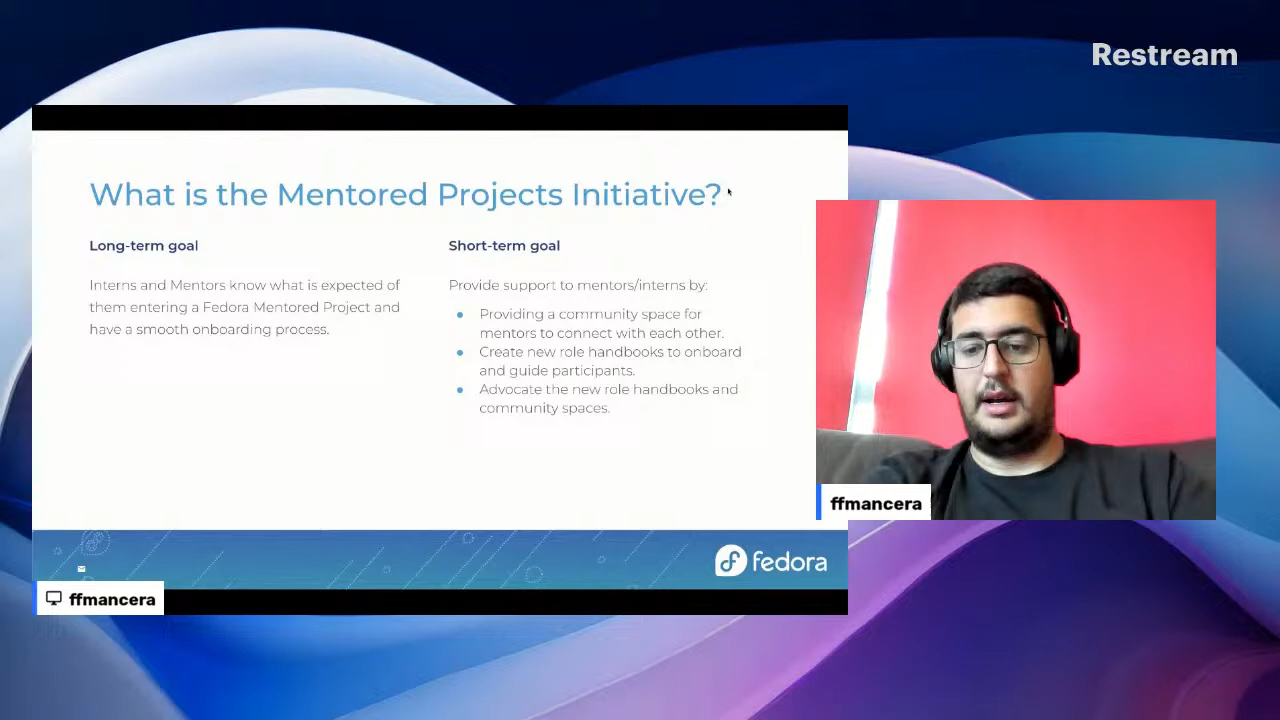 Restream
What is the Mentored Projects Initiative?
Long-term goal
Interns and Mentors know what is expected of
them entering a Fedora Mentored Project and
have a smooth onboarding process.
Short-term goal
Provide support to mentors/interns by:
Providing a community space for
mentors to connect with each other.
Create new role handbooks to onboard
and guide participants.
Advocate the new role handbooks and
community spaces.
ffmancera
fedora
ffmancera